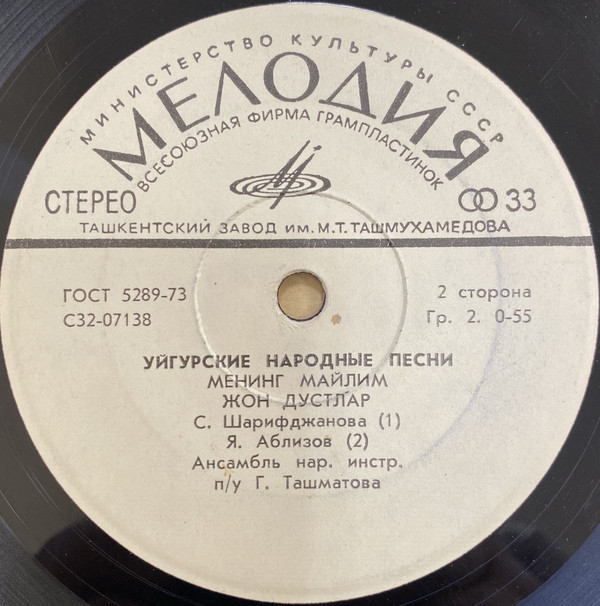 МИНИСТЕРСТВО КУЛЬТУРЫ СССР
МЕЛОДИЯ
ВСЕСОЮЗНАЯ ФИРМА ГРАМПЛАСТИНОК
СТЕРЕО
33
ТАШКЕНТСКИЙ ЗАВОД ИМ. М.Т. ТАШМУХАМЕДОВА
ГОСТ 5289-73
2 сторона
С32-07138
Гр. 2. 0-55
УЙГУРСКИЕ НАРОДНЫЕ ПЕСНИ
МЕНИНГ МАЙЛИМ
ЖОН ДУСТЛАР
С. Шарифджанова (1)
Я. Аблизов (2)
Ансамбль нар. инстр.
п/у Г. Ташматова